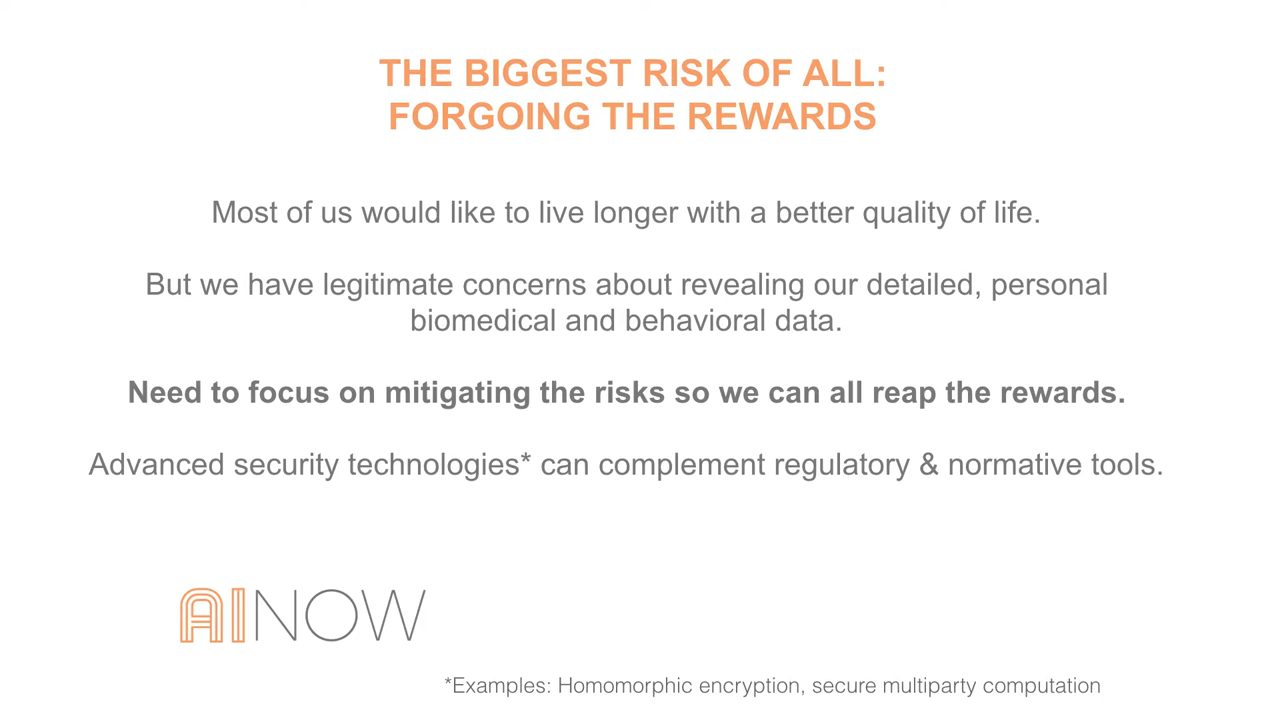 THE BIGGEST RISK OF ALL:
FORGOING THE REWARDS
Most of us would like to live longer with a better quality of life.
But we have legitimate concerns about revealing our detailed, personal
biomedical and behavioral data.
Need to focus on mitigating the risks so we can all reap the rewards.
Advanced security technologies* can complement regulatory & normative tools.
AINOW
*Examples: Homomorphic encryption, secure multiparty computation